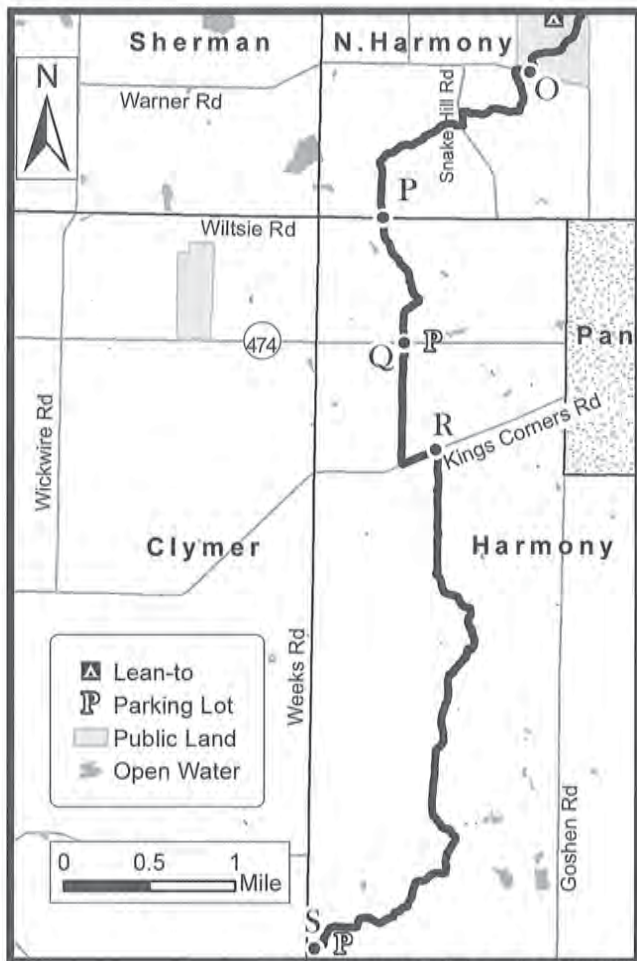 Sherman
N.Harmony
N
Warner Rd
Snake Hill Rd
O
P
Wiltsie Rd
474
Q
P
Pan
R
Kings Corners Rd
Wickwire Rd
Clymer
Harmony
Weeks Rd
Lean-to
P Parking Lot
Public Land
Open Water
Goshen Rd
0 0.5 1
Mile
S
P